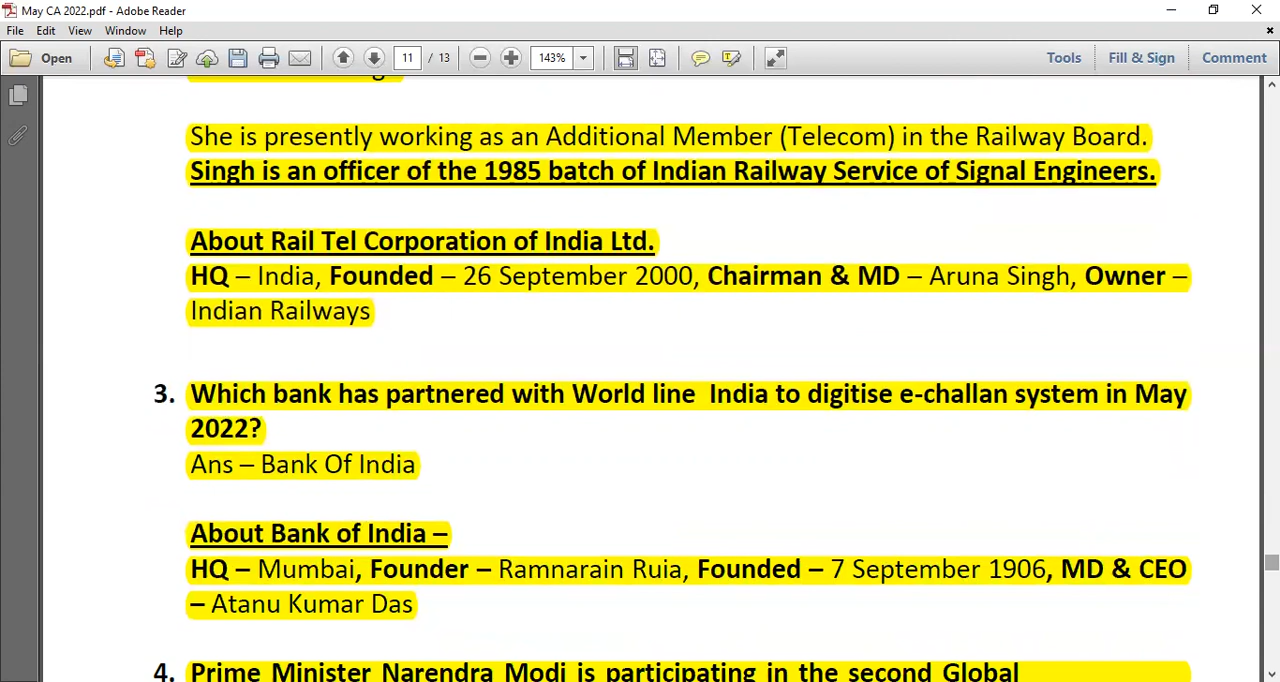 May CA 2022.pdf - Adobe Reader
File Edit View Window Help
Open 11 / 13 143% Tools Fill & Sign Comment
She is presently working as an Additional Member (Telecom) in the Railway Board.
Singh is an officer of the 1985 batch of Indian Railway Service of Signal Engineers.
About Rail Tel Corporation of India Ltd.
HQ – India, Founded – 26 September 2000, Chairman & MD – Aruna Singh, Owner –
Indian Railways
3. Which bank has partnered with World line India to digitise e-challan system in May
2022?
Ans – Bank Of India
About Bank of India –
HQ – Mumbai, Founder – Ramnarain Ruia, Founded – 7 September 1906, MD & CEO
– Atanu Kumar Das
4. Prime Minister Narendra Modi is participating in the second Global